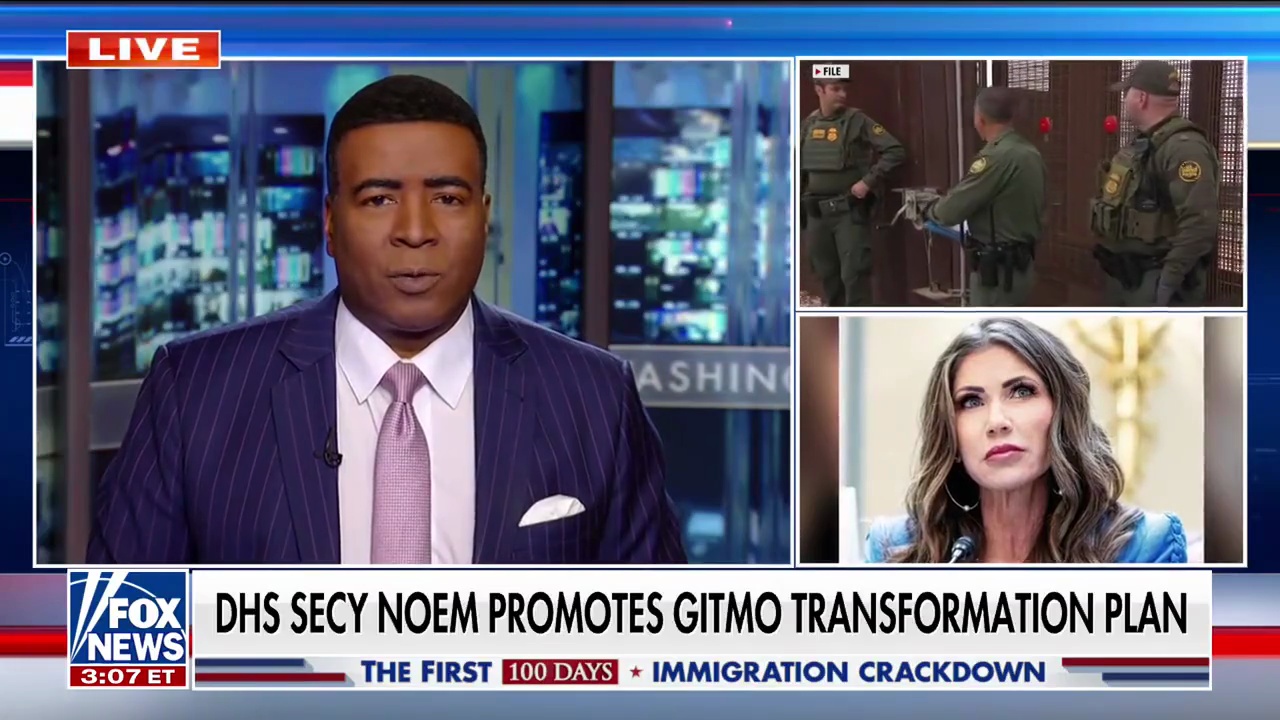 LIVE
FILE
WASHING
DHS SECY NOEM PROMOTES GITMO TRANSFORMATION PLAN
FOX
NEWS
3:07 ET
THE FIRST 100 DAYS ★ IMMIGRATION CRACKDOWN